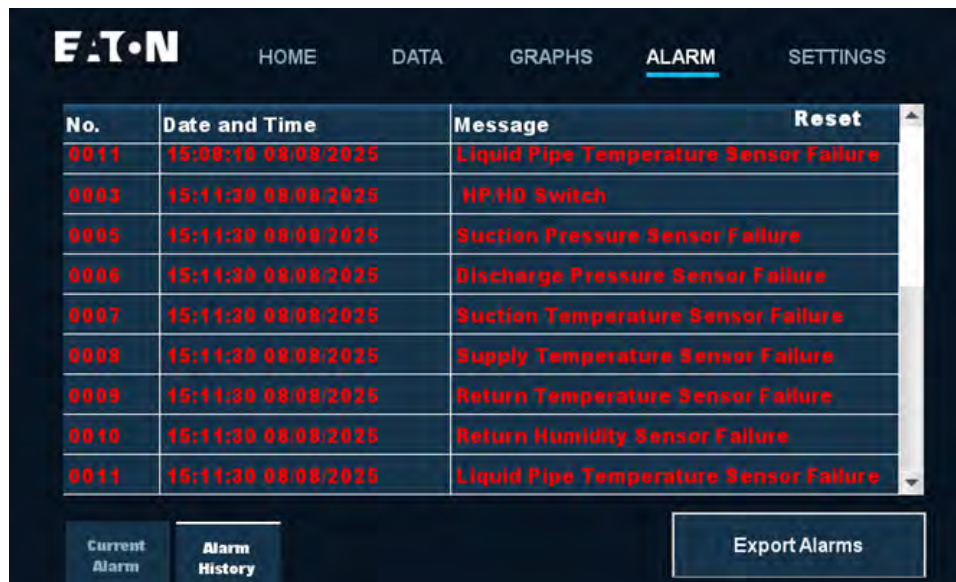 EATON HOME DATA GRAPHS ALARM SETTINGS
No. Date and Time Message Reset
0011 15:08:10 08/08/2025 Liquid Pipe Temperature Sensor Failure
0003 15:11:30 08/08/2025 HP/HD Switch
0005 15:11:30 08/08/2025 Suction Pressure Sensor Failure
0006 15:11:30 08/08/2025 Discharge Pressure Sensor Failure
0007 15:11:30 08/08/2025 Suction Temperature Sensor Failure
0008 15:11:30 08/08/2025 Supply Temperature Sensor Failure
0009 15:11:30 08/08/2025 Return Temperature Sensor Failure
0010 15:11:30 08/08/2025 Return Humidity Sensor Failure
0011 15:11:30 08/08/2025 Liquid Pipe Temperature Sensor Failure
Current Alarm
Alarm History
Export Alarms